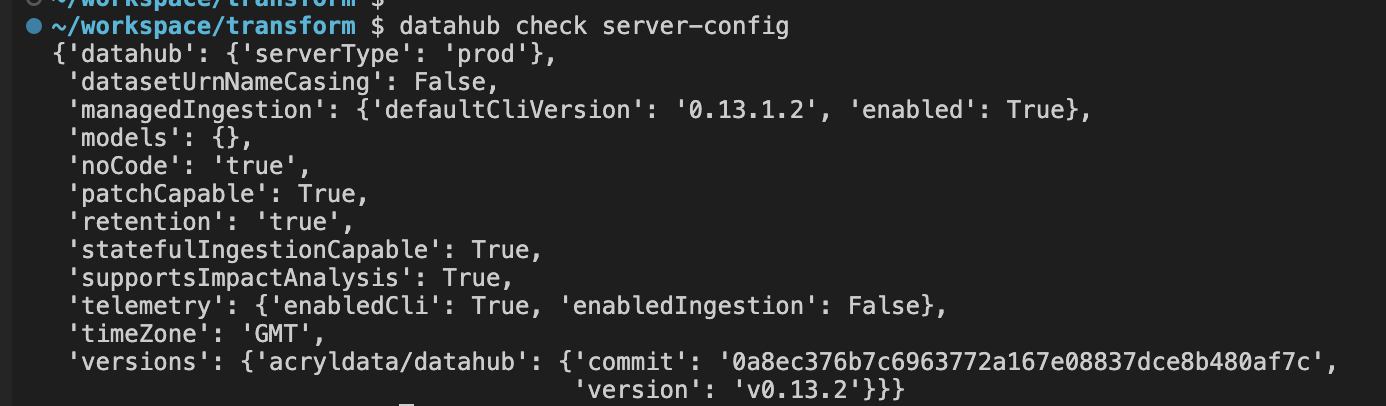 ~/workspace/transform $
~/workspace/transform $ datahub check server-config
{'datahub': {'serverType': 'prod'},
 'datasetUrnNameCasing': False,
 'managedIngestion': {'defaultCliVersion': '0.13.1.2', 'enabled': True},
 'models': {},
 'noCode': 'true',
 'patchCapable': True,
 'retention': 'true',
 'statefulIngestionCapable': True,
 'supportsImpactAnalysis': True,
 'telemetry': {'enabledCli': True, 'enabledIngestion': False},
 'timeZone': 'GMT',
 'versions': {'acryldata/datahub': {'commit': '0a8ec376b7c6963772a167e08837dce8b480af7c',
                                    'version': 'v0.13.2'}}}